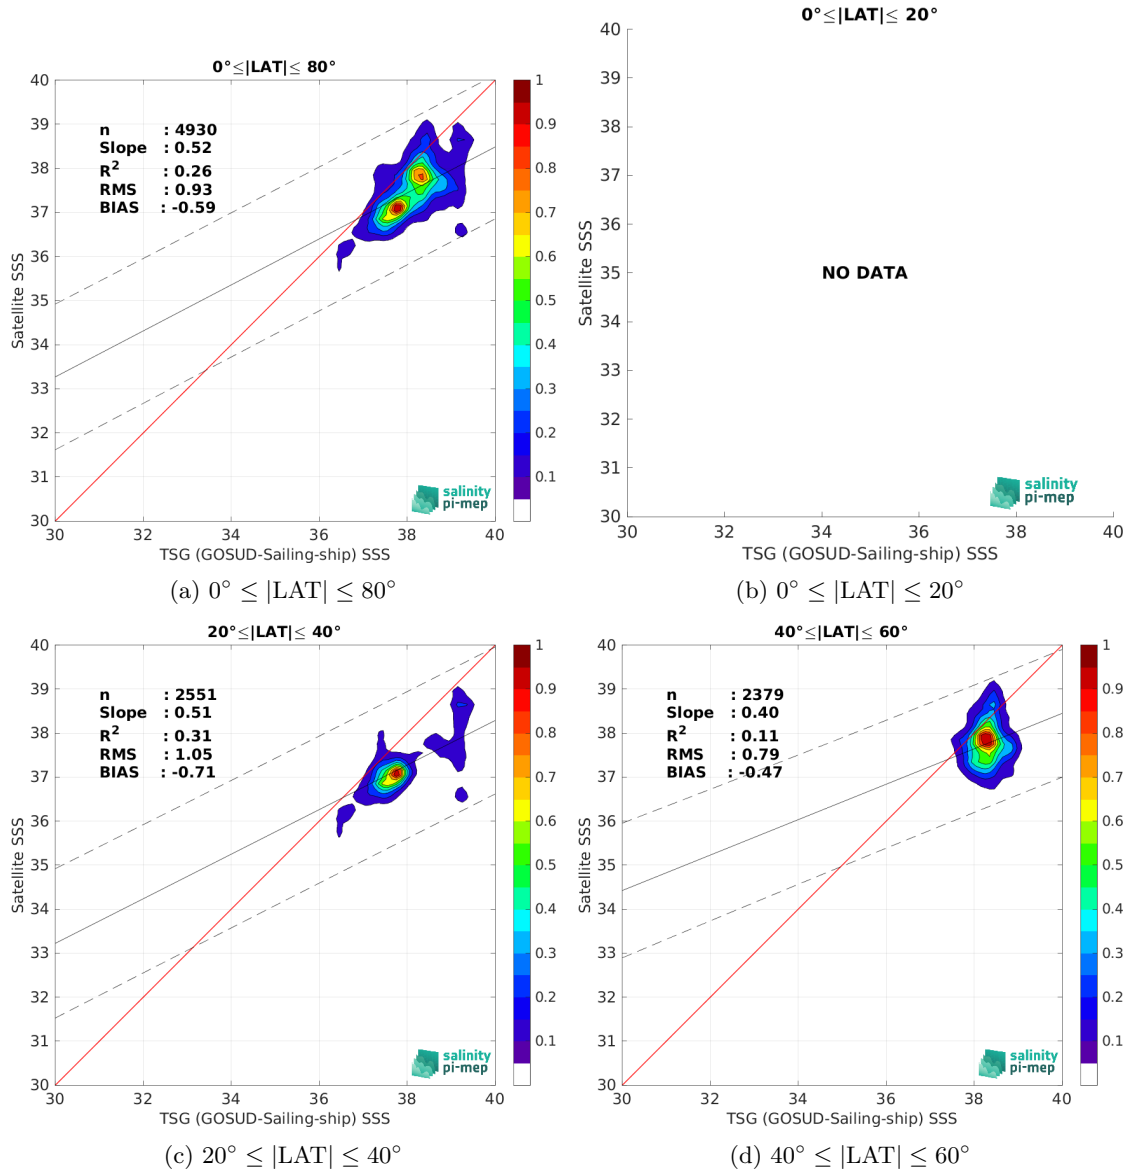 0°≤|LAT|≤ 80°
n : 4930
Slope : 0.52
R² : 0.26
RMS : 0.93
BIAS : -0.59
40
39
38
37
36
35
34
33
32
31
30
Satellite SSS
30 32 34 36 38 40
TSG (GOSUD-Sailing-ship) SSS
1
0.9
0.8
0.7
0.6
0.5
0.4
0.3
0.2
0.1
salinity
pi-mep
(a) 0° ≤ |LAT| ≤ 80°
0°≤|LAT|≤ 20°
40
39
38
37
36
35
34
33
32
31
30
Satellite SSS
NO DATA
salinity
pi-mep
30 32 34 36 38 40
TSG (GOSUD-Sailing-ship) SSS
(b) 0° ≤ |LAT| ≤ 20°
20°≤|LAT|≤ 40°
n : 2551
Slope : 0.51
R² : 0.31
RMS : 1.05
BIAS : -0.71
40
39
38
37
36
35
34
33
32
31
30
Satellite SSS
30 32 34 36 38 40
TSG (GOSUD-Sailing-ship) SSS
1
0.9
0.8
0.7
0.6
0.5
0.4
0.3
0.2
0.1
salinity
pi-mep
(c) 20° ≤ |LAT| ≤ 40°
40°≤|LAT|≤ 60°
n : 2379
Slope : 0.40
R² : 0.11
RMS : 0.79
BIAS : -0.47
40
39
38
37
36
35
34
33
32
31
30
Satellite SSS
30 32 34 36 38 40
TSG (GOSUD-Sailing-ship) SSS
1
0.9
0.8
0.7
0.6
0.5
0.4
0.3
0.2
0.1
salinity
pi-mep
(d) 40° ≤ |LAT| ≤ 60°